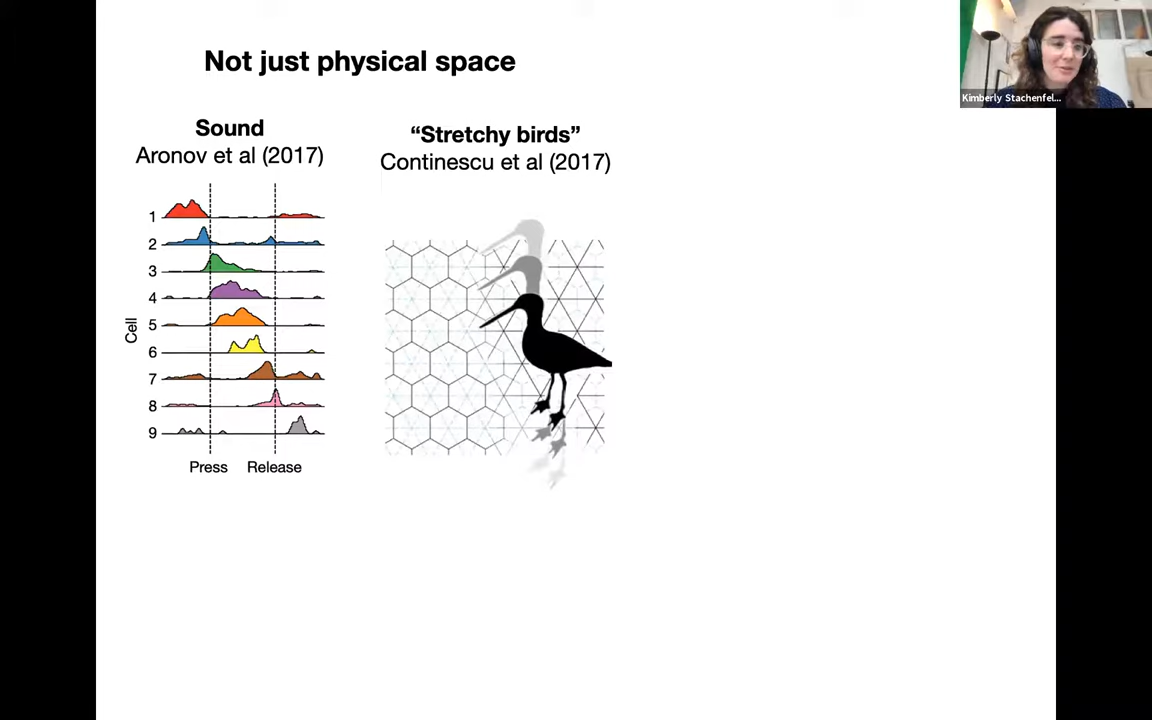 Not just physical space
Kimberly Stachenfel...
Sound
Aronov et al (2017)
Cell
1
2
3
4
5
6
7
8
9
Press
Release
“Stretchy birds”
Continescu et al (2017)